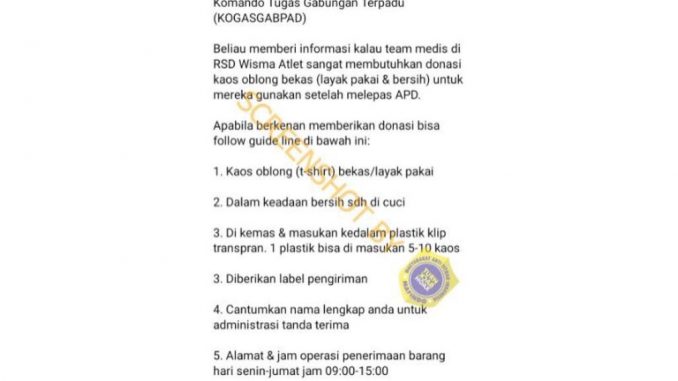 Komando Tugas Gabungan Terpadu
(KOGASGABPAD)
Beliau memberi informasi kalau team medis di
RSD Wisma Atlet sangat membutuhkan donasi
kaos oblong bekas (layak pakai & bersih) untuk
mereka gunakan setelah melepas APD.
Apabila berkenan memberikan donasi bisa
follow guide line di bawah ini:
1. Kaos oblong (t-shirt) bekas/layak pakai
2. Dalam keadaan bersih sdh di cuci
3. Di kemas & masukan kedalam plastik klip
transpran. 1 plastik bisa di masukan 5-10 kaos
3. Diberikan label pengiriman
4. Cantumkan nama lengkap anda untuk
administrasi tanda terima
5. Alamat & jam operasi penerimaan barang
hari senin-jumat jam 09:00-15:00
SCREENSHOT BY